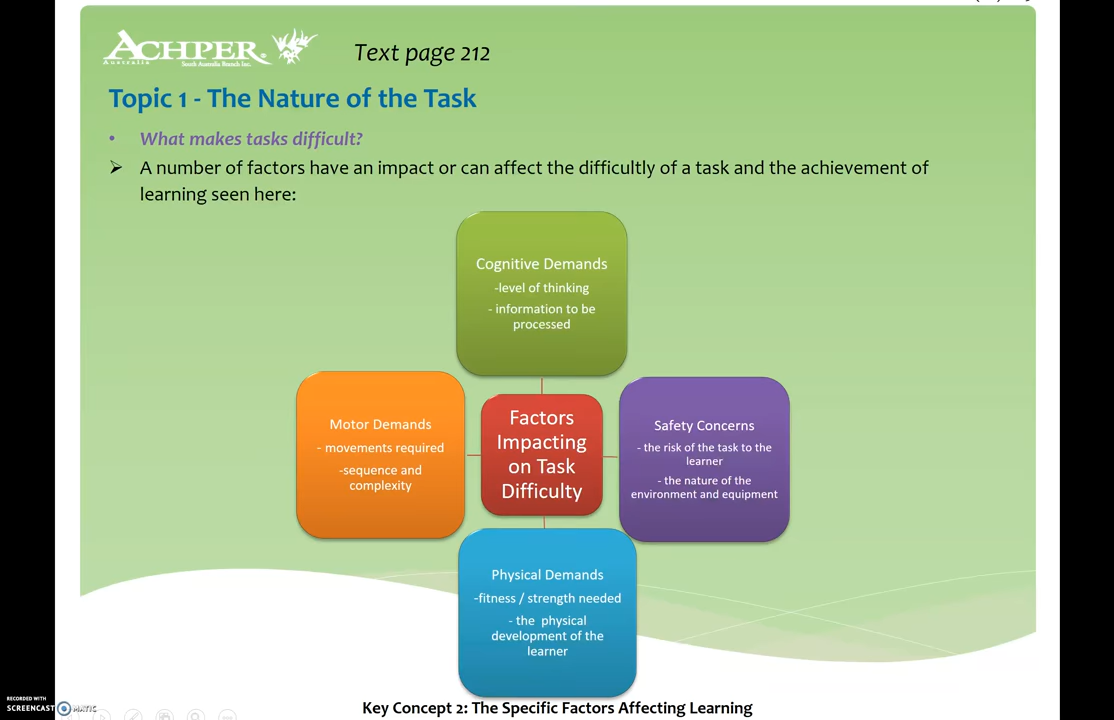 ACHPER
Australia
South Australia Branch Inc.
Text page 212
Topic 1 - The Nature of the Task
• What makes tasks difficult?
➢ A number of factors have an impact or can affect the difficultly of a task and the achievement of
learning seen here:
Cognitive Demands
-level of thinking
- information to be
processed
Motor Demands
- movements required
-sequence and
complexity
Factors
Impacting
on Task
Difficulty
Safety Concerns
- the risk of the task to the
learner
- the nature of the
environment and equipment
Physical Demands
-fitness / strength needed
- the physical
development of the
learner
Key Concept 2: The Specific Factors Affecting Learning
RECORDED WITH
SCREENCAST MATIC